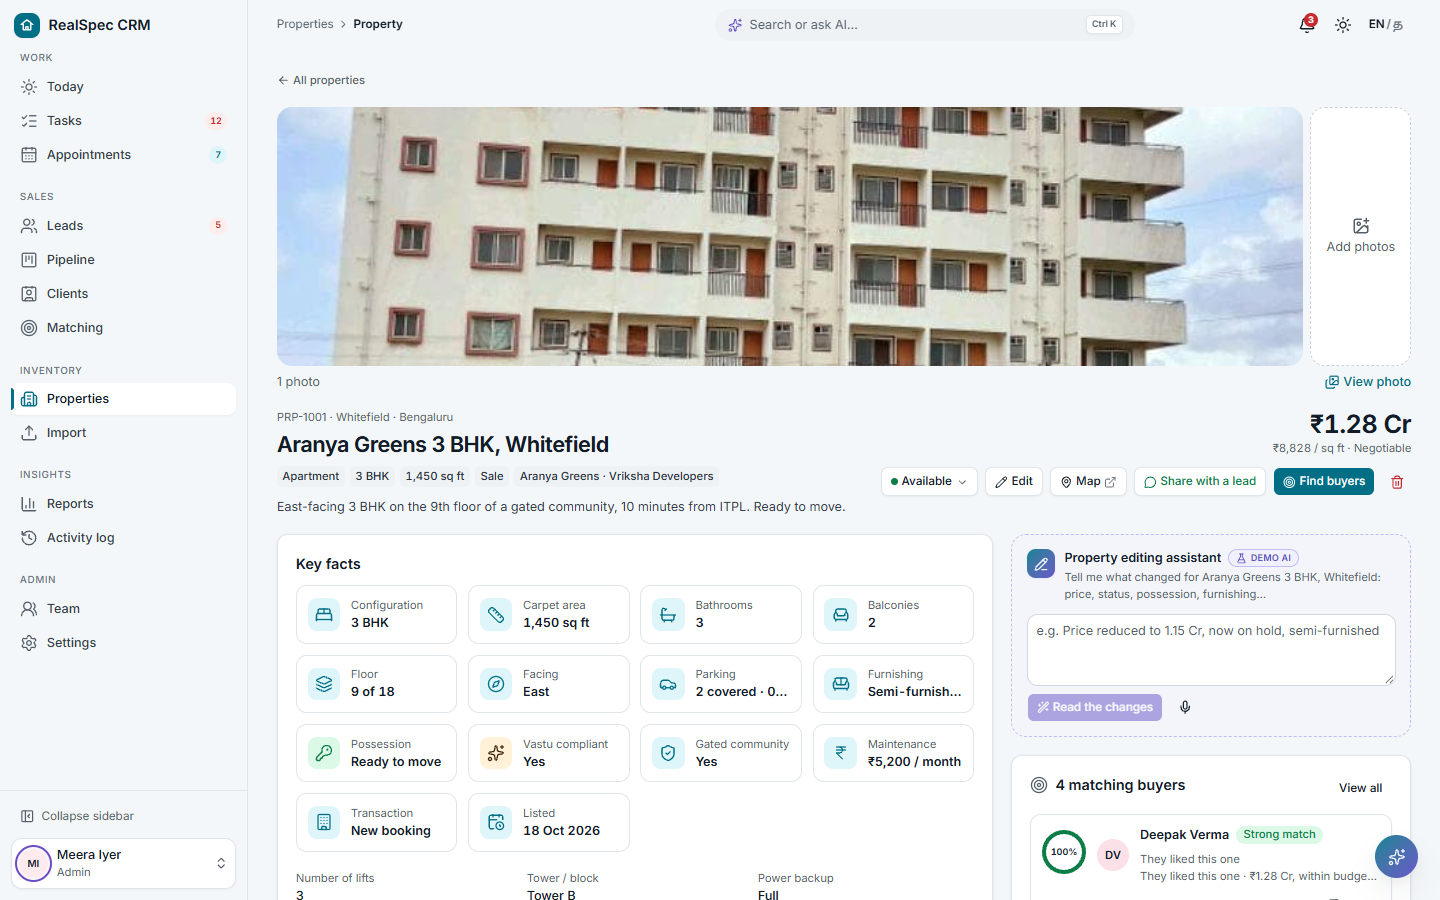 RealSpec CRM
WORK
Today
Tasks
12
Appointments
7
SALES
Leads
5
Pipeline
Clients
Matching
INVENTORY
Properties
Import
INSIGHTS
Reports
Activity log
ADMIN
Team
Settings
Collapse sidebar
MI
Meera Iyer
Admin
Properties > Property
Search or ask AI...
Ctrl K
3
EN / த
← All properties
Add photos
1 photo
View photo
PRP-1001 · Whitefield · Bengaluru
Aranya Greens 3 BHK, Whitefield
₹1.28 Cr
₹8,828 / sq ft · Negotiable
Apartment
3 BHK
1,450 sq ft
Sale
Aranya Greens · Vriksha Developers
Available
Edit
Map
Share with a lead
Find buyers
East-facing 3 BHK on the 9th floor of a gated community, 10 minutes from ITPL. Ready to move.
Key facts
Configuration
3 BHK
Carpet area
1,450 sq ft
Bathrooms
3
Balconies
2
Floor
9 of 18
Facing
East
Parking
2 covered · 0...
Furnishing
Semi-furnish...
Possession
Ready to move
Vastu compliant
Yes
Gated community
Yes
Maintenance
₹5,200 / month
Transaction
New booking
Listed
18 Oct 2026
Number of lifts
3
Tower / block
Tower B
Power backup
Full
Property editing assistant
DEMO AI
Tell me what changed for Aranya Greens 3 BHK, Whitefield:
price, status, possession, furnishing...
e.g. Price reduced to 1.15 Cr, now on hold, semi-furnished
Read the changes
4 matching buyers
View all
100%
DV
Deepak Verma
Strong match
They liked this one
They liked this one · ₹1.28 Cr, within budge...